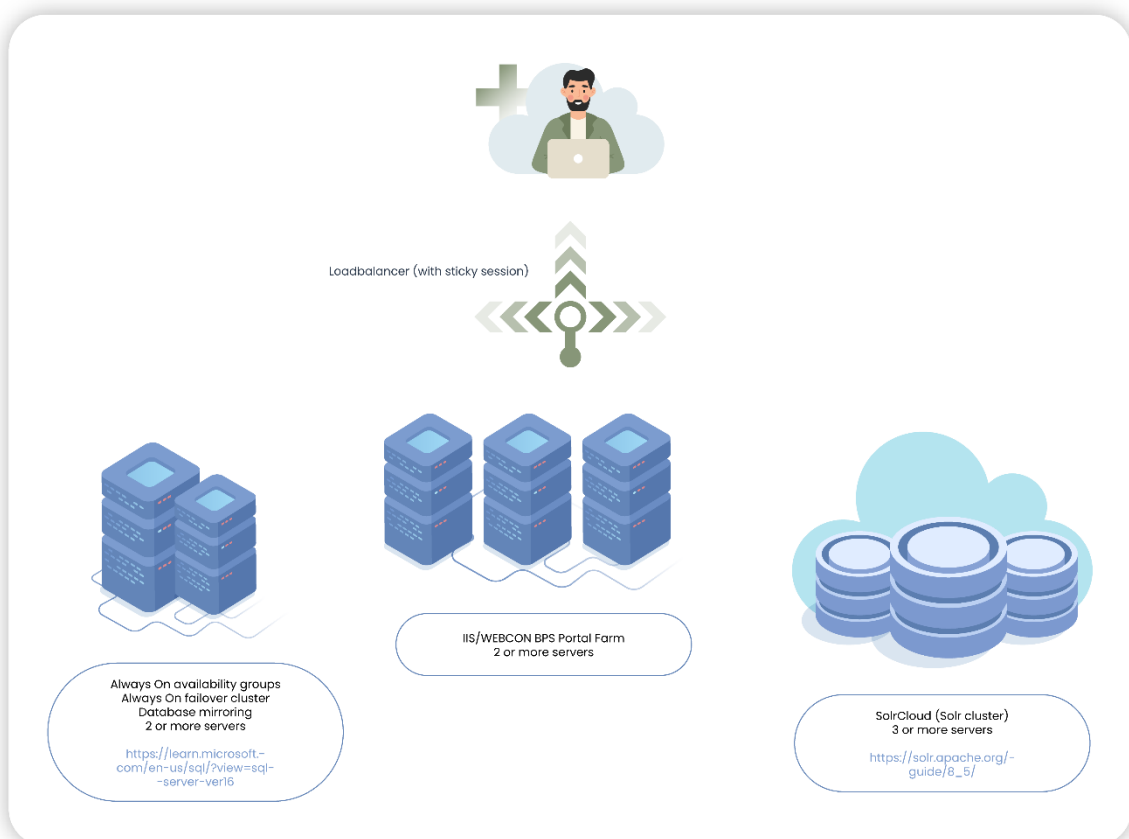 Loadbalancer (with sticky session)
IIS/WEBCON BPS Portal Farm
2 or more servers
Always On availability groups
Always On failover cluster
Database mirroring
2 or more servers
https://learn.microsoft.-
com/en-us/sql/?view=sql-
-server-ver16
SolrCloud (Solr cluster)
3 or more servers
https://solr.apache.org/-
guide/8_5/